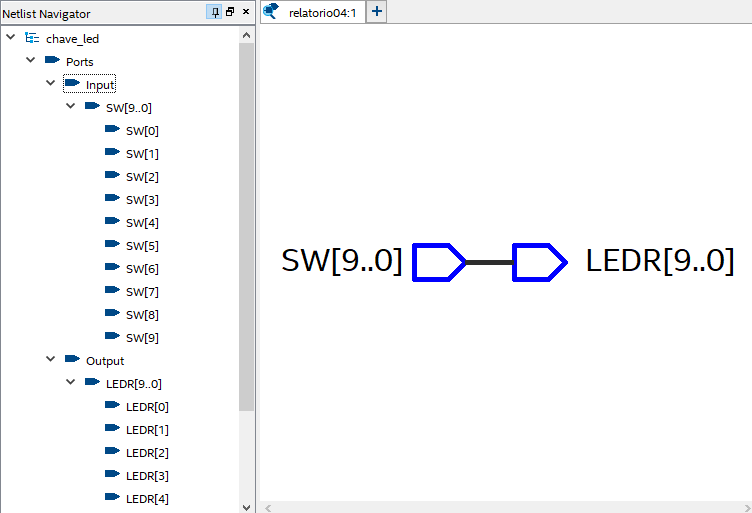 Netlist Navigator
chave_led
Ports
Input
SW[9..0]
SW[0]
SW[1]
SW[2]
SW[3]
SW[4]
SW[5]
SW[6]
SW[7]
SW[8]
SW[9]
Output
LEDR[9..0]
LEDR[0]
LEDR[1]
LEDR[2]
LEDR[3]
LEDR[4]
relatorio04:1
SW[9..0]
LEDR[9..0]